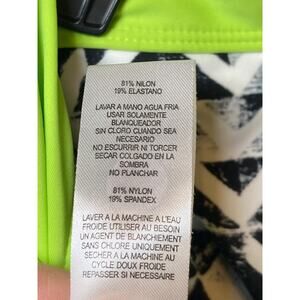 81% NILON
19% ELASTANO
LAVAR A MANO AGUA FRIA
USAR SOLAMENTE
BLANQUEADOR
SIN CLORO CUANDO SEA
NECESARIO
NO ESCURRIR NI TORCER
SECAR COLGADO EN LA
SOMBRA
NO PLANCHAR
81% NYLON
19% SPANDEX
LAVER A LA MACHINE A L'EAU
FROIDE UTILISER AU BESOIN
UN AGENT DE BLANCHIMENT
SANS CHLORE UNIQUEMENT
SECHER A LA MACHINE AU
CYCLE DOUX FROIDE
REPASSER SI NECESSAIRE